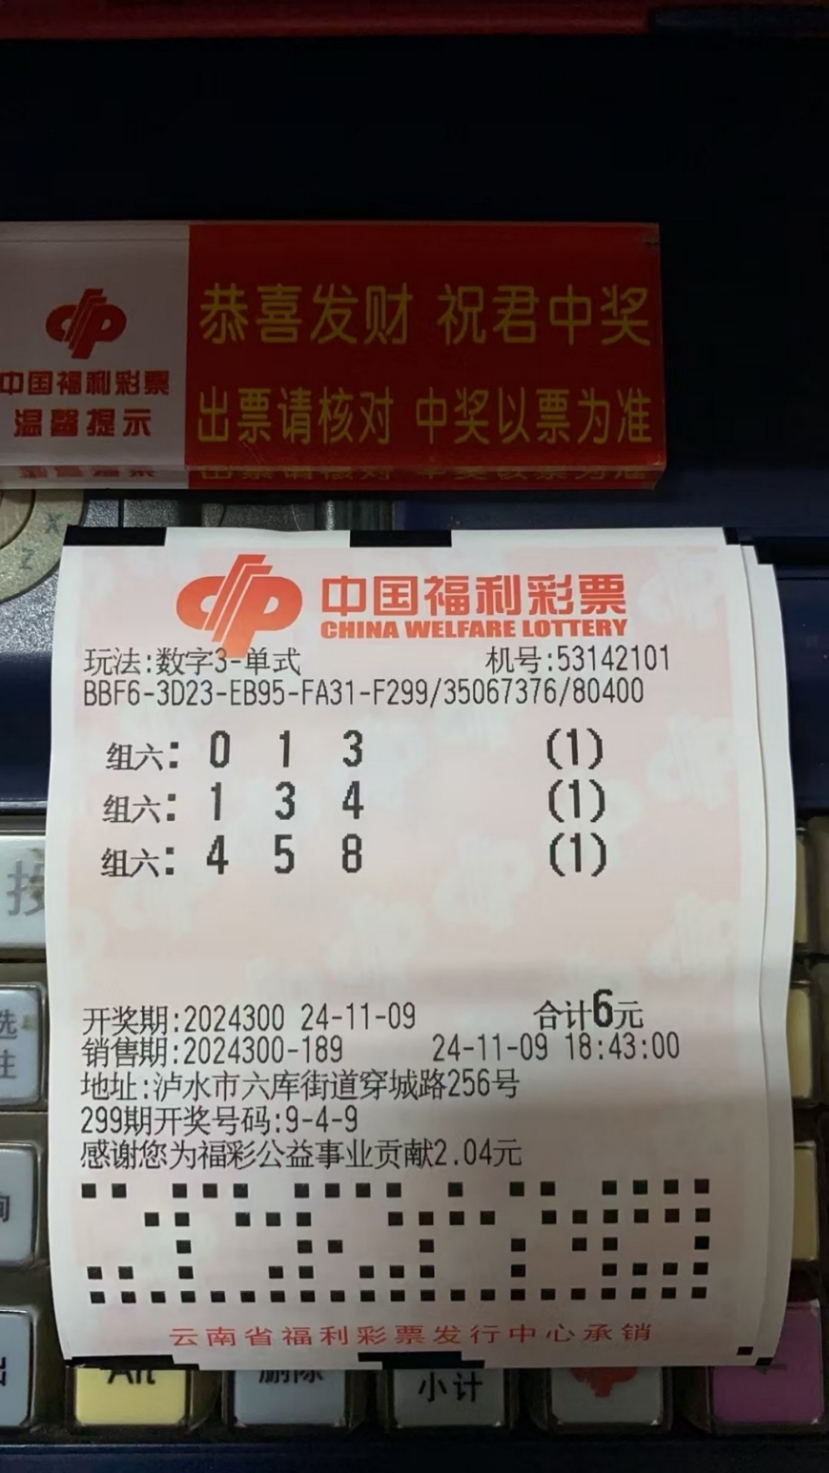 恭喜发财 祝君中奖
中国福利彩票
温馨提示
出票请核对 中奖以票为准
中国福利彩票
CHINA WELFARE LOTTERY
玩法:数字3-单式 机号:53142101
BBF6-3D23-EB95-FA31-F299/35067376/80400
组六: 0 1 3 (1)
组六: 1 3 4 (1)
组六: 4 5 8 (1)
开奖期:2024300 24-11-09 合计6元
销售期:2024300-189 24-11-09 18:43:00
地址:泸水市六库街道穿城路256号
299期开奖号码:9-4-9
感谢您为福彩公益事业贡献2.04元
云南省福利彩票发行中心承销
Alt
删除
小计